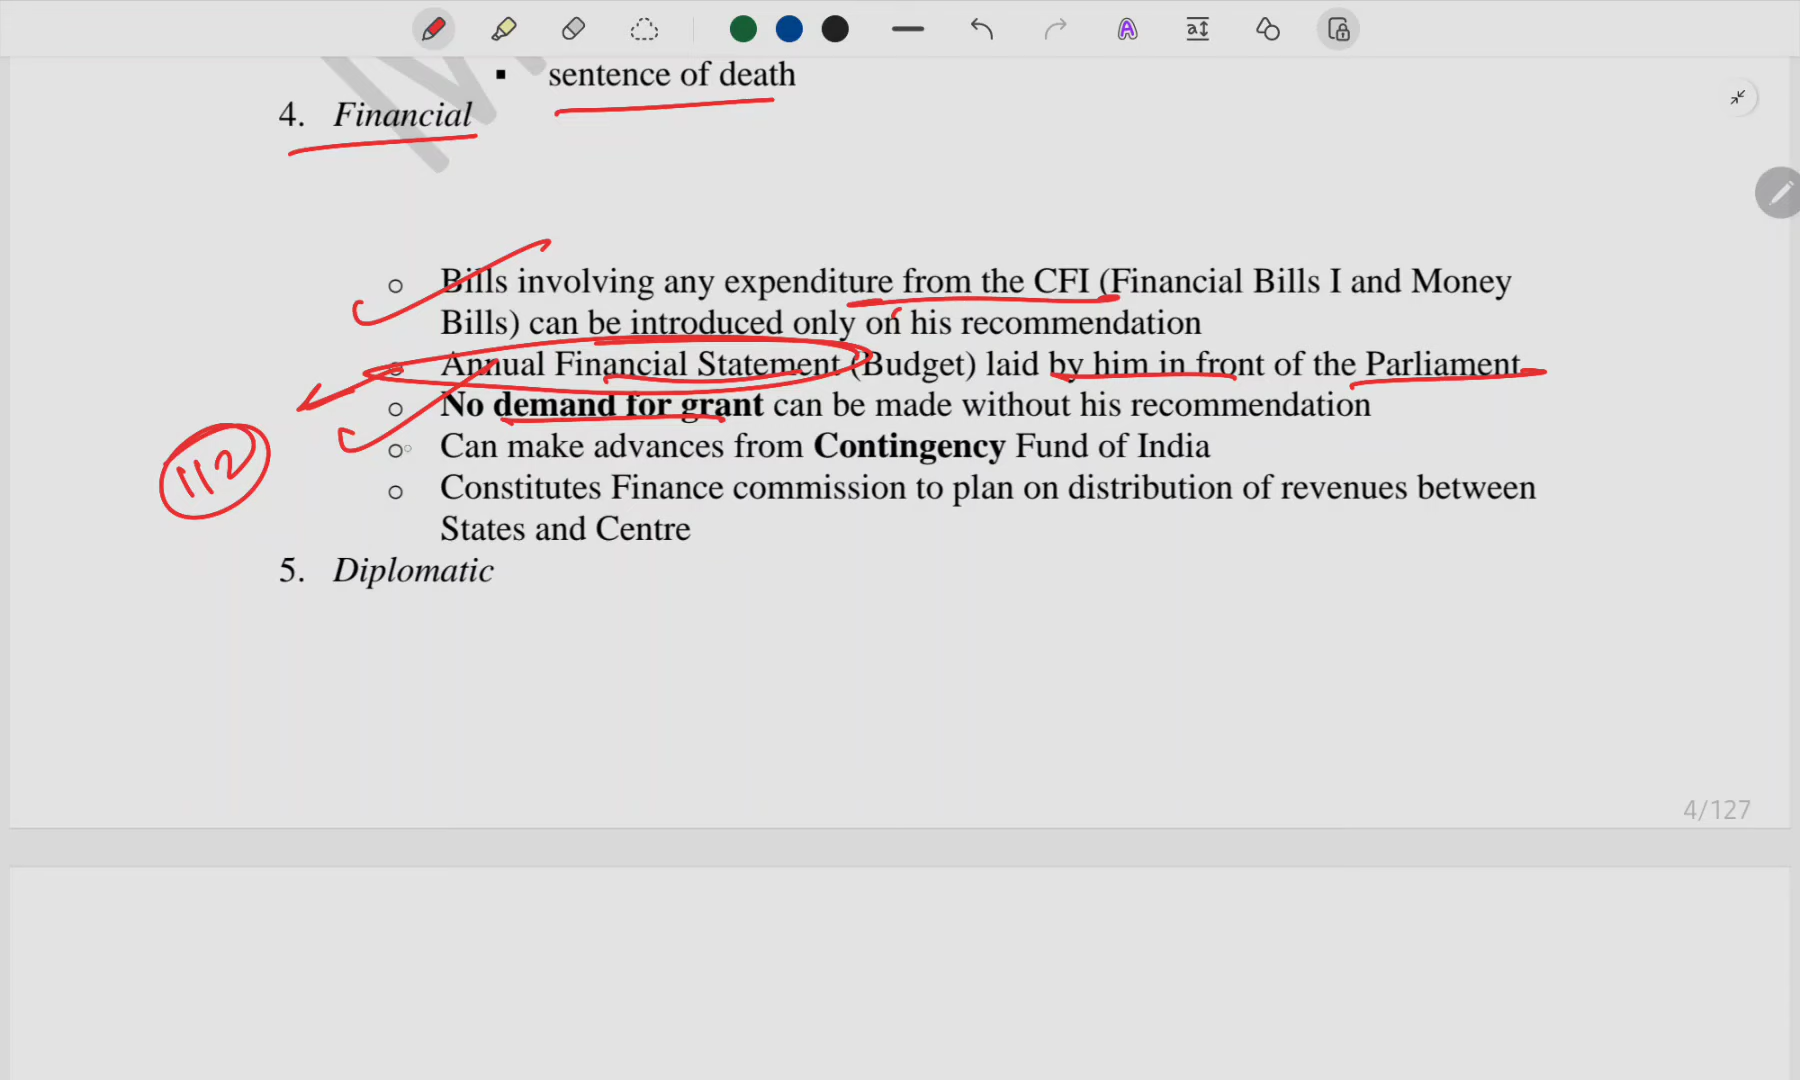 sentence of death
4. Financial
Bills involving any expenditure from the CFI (Financial Bills I and Money
Bills) can be introduced only on his recommendation
Annual Financial Statement (Budget) laid by him in front of the Parliament
No demand for grant can be made without his recommendation
Can make advances from Contingency Fund of India
112
Constitutes Finance commission to plan on distribution of revenues between
States and Centre
5. Diplomatic
4/127